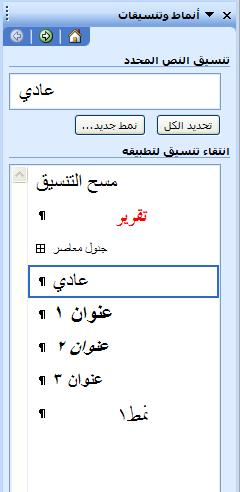 أنماط وتنسيقات
تنسيق النص المحدد
عادي
تحديد الكل
نمط جديد...
انتقاء تنسيق لتطبيقه
مسح التنسيق
تقرير
جدول معاصر
عادي
عنوان ١
عنوان ٢
عنوان ٣
نمط١